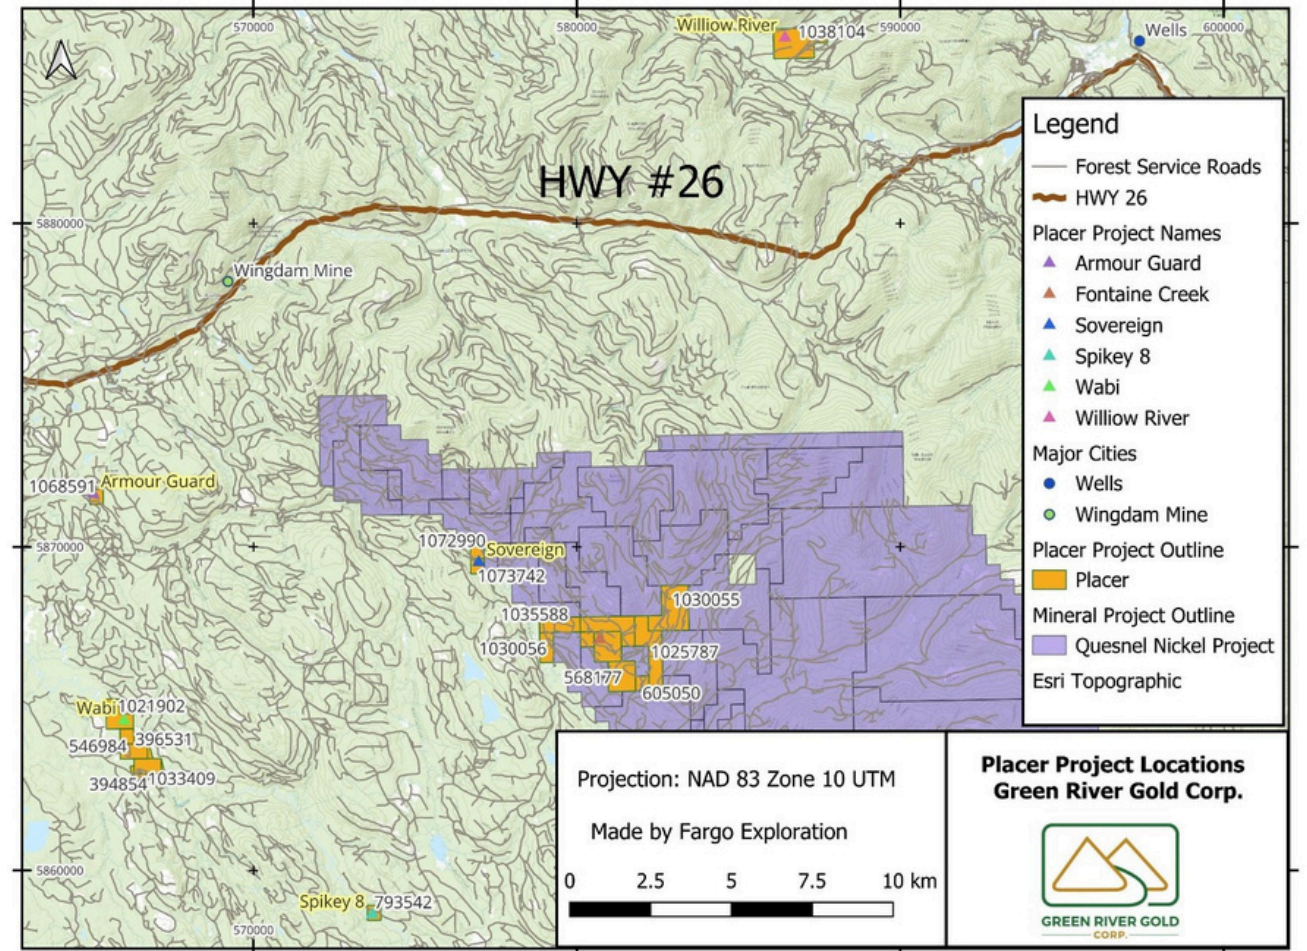 570000
580000
590000
600000
Williow River
1038104
Wells
HWY #26
5880000
Wingdam Mine
1068591
Armour Guard
5870000
1072990
Sovereign
1073742
1035588
1030055
1030056
1025787
568177
605050
Wabi
1021902
546984
396531
394854
1033409
5860000
Spikey 8
793542
570000
Legend
Forest Service Roads
HWY 26
Placer Project Names
Armour Guard
Fontaine Creek
Sovereign
Spikey 8
Wabi
Williow River
Major Cities
Wells
Wingdam Mine
Placer Project Outline
Placer
Mineral Project Outline
Quesnel Nickel Project
Esri Topographic
Projection: NAD 83 Zone 10 UTM
Made by Fargo Exploration
0 2.5 5 7.5 10 km
Placer Project Locations
Green River Gold Corp.
GREEN RIVER GOLD
CORP.